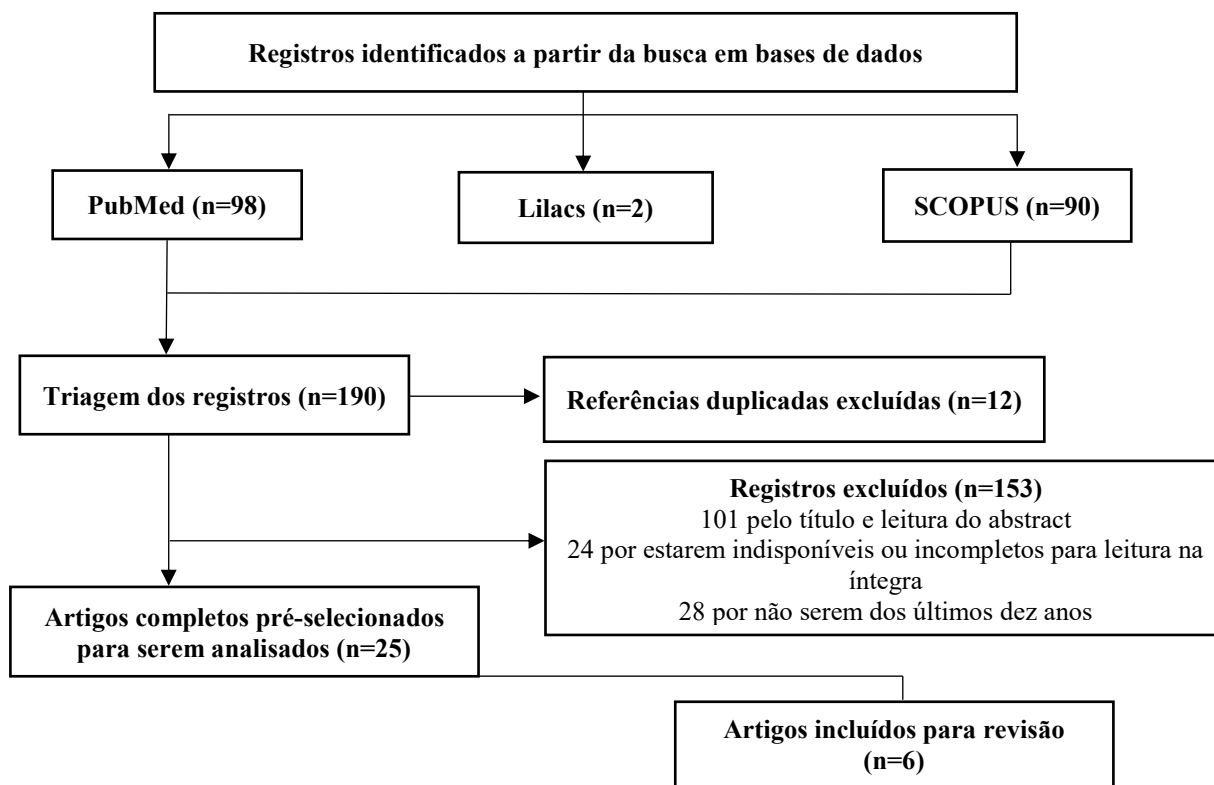 Registros identificados a partir da busca em bases de dados
PubMed (n=98)
Lilacs (n=2)
SCOPUS (n=90)
Triagem dos registros (n=190)
Referências duplicadas excluídas (n=12)
Registros excluídos (n=153)
101 pelo título e leitura do abstract
24 por estarem indisponíveis ou incompletos para leitura na
íntegra
28 por não serem dos últimos dez anos
Artigos completos pré-selecionados
para serem analisados (n=25)
Artigos incluídos para revisão
(n=6)